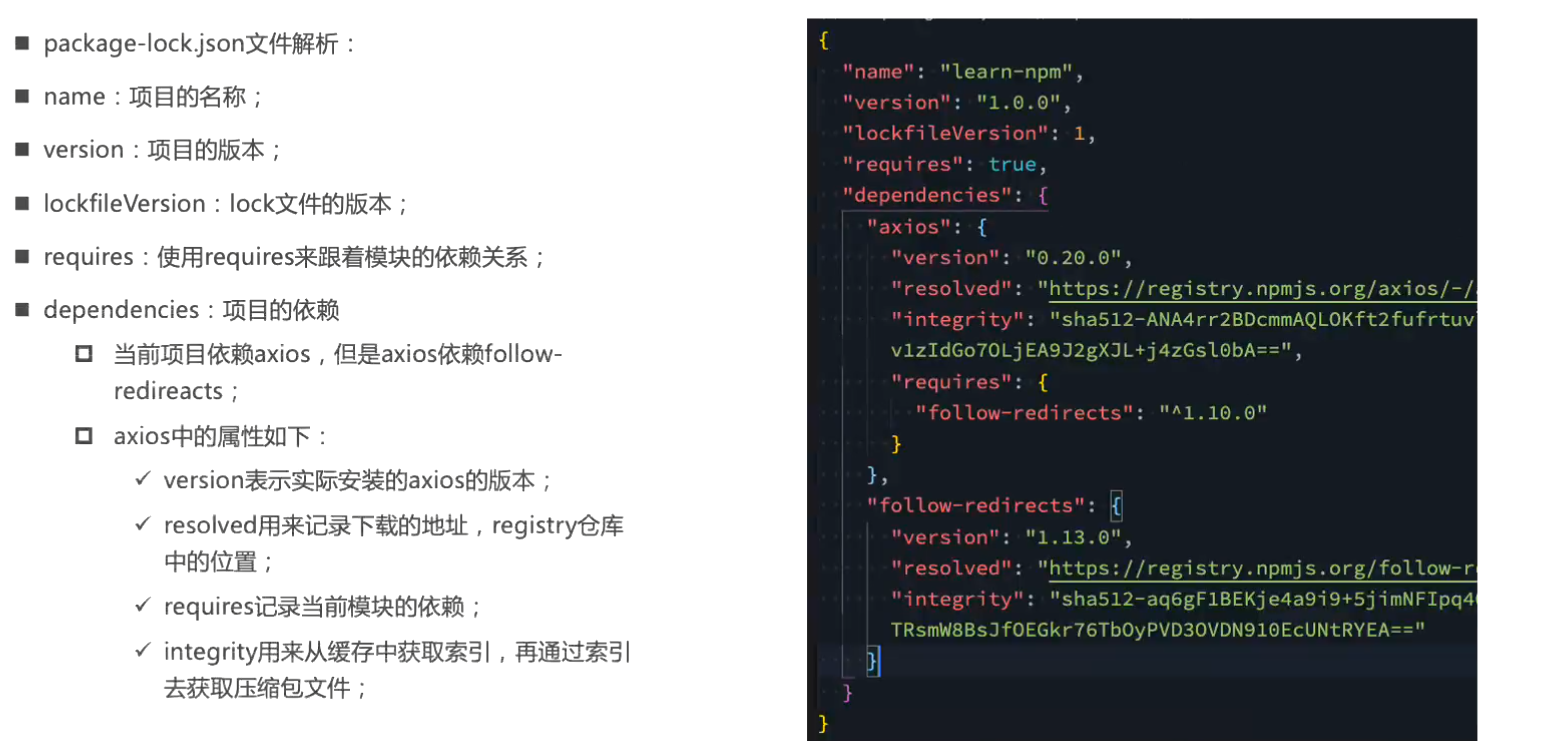 package-lock.json文件解析：
name：项目的名称；
version：项目的版本；
lockfileVersion：lock文件的版本；
requires：使用requires来跟着模块的依赖关系；
dependencies：项目的依赖
当前项目依赖axios，但是axios依赖follow-
redireacts；
axios中的属性如下：
version表示实际安装的axios的版本；
resolved用来记录下载的地址，registry仓库
中的位置；
requires记录当前模块的依赖；
integrity用来从缓存中获取索引，再通过索引
去获取压缩包文件；
{
"name": "learn-npm",
"version": "1.0.0",
"lockfileVersion": 1,
"requires": true,
"dependencies": {
"axios": {
"version": "0.20.0",
"resolved": "https://registry.npmjs.org/axios/-/
"integrity": "sha512-ANA4rr2BDcmmAQLOKft2fufrtuv
v1zIdGo7OLjEA9J2gXJL+j4zGsl0bA==",
"requires": {
"follow-redirects": "^1.10.0"
}
},
"follow-redirects": {
"version": "1.13.0",
"resolved": "https://registry.npmjs.org/follow-r
"integrity": "sha512-aq6gF1BEKje4a9i9+5jimNFIpq4
TRsmW8BsJfOEGkr76TbOyPVD3OVDN910EcUNtRYEA=="
}
}
}